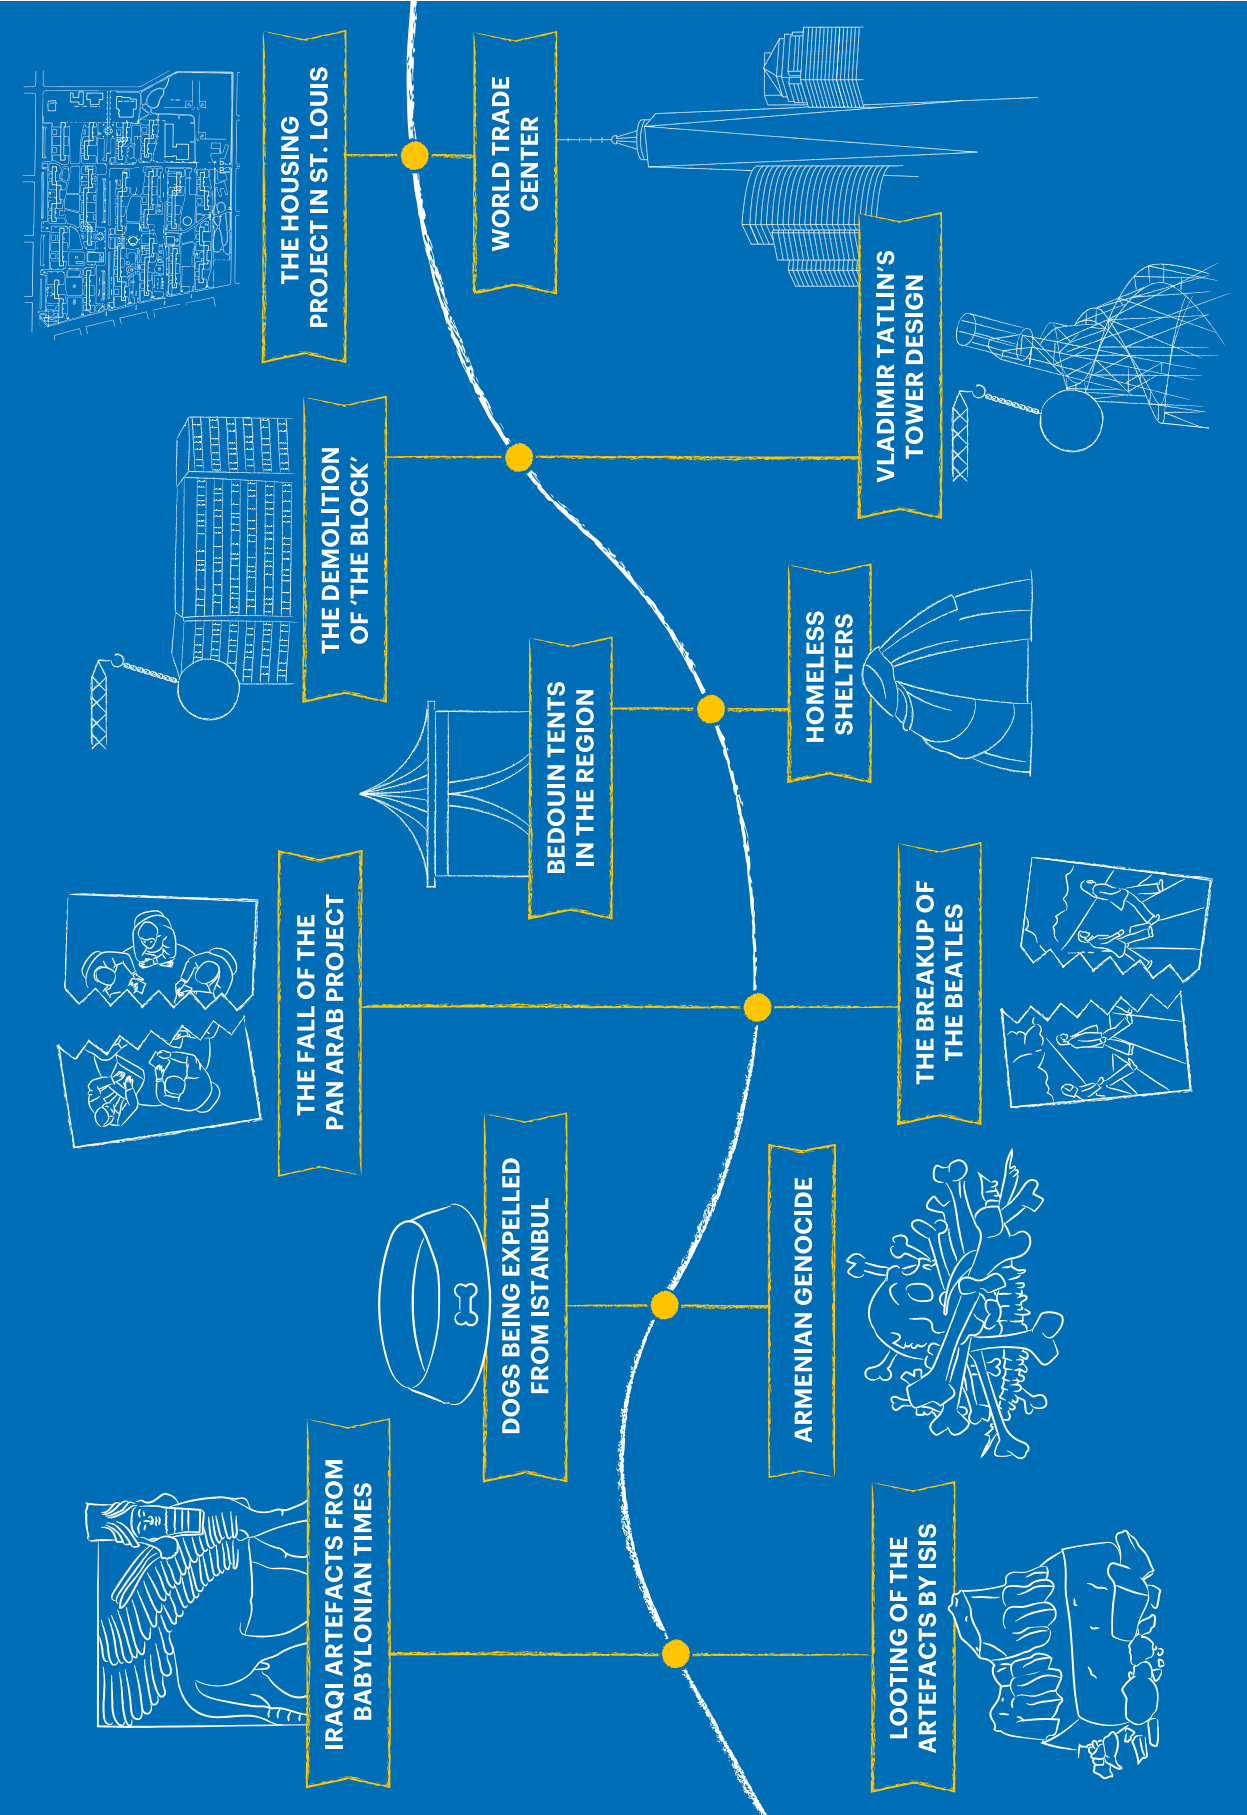 IRAQI ARTEFACTS FROM
BABYLONIAN TIMES
LOOTING OF THE
ARTEFACTS BY ISIS
DOGS BEING EXPELLED
FROM ISTANBUL
ARMENIAN GENOCIDE
THE FALL OF THE
PAN ARAB PROJECT
THE BREAKUP OF
THE BEATLES
BEDOUIN TENTS
IN THE REGION
HOMELESS
SHELTERS
THE DEMOLITION
OF ‘THE BLOCK’
VLADIMIR TATLIN’S
TOWER DESIGN
THE HOUSING
PROJECT IN ST. LOUIS
WORLD TRADE
CENTER